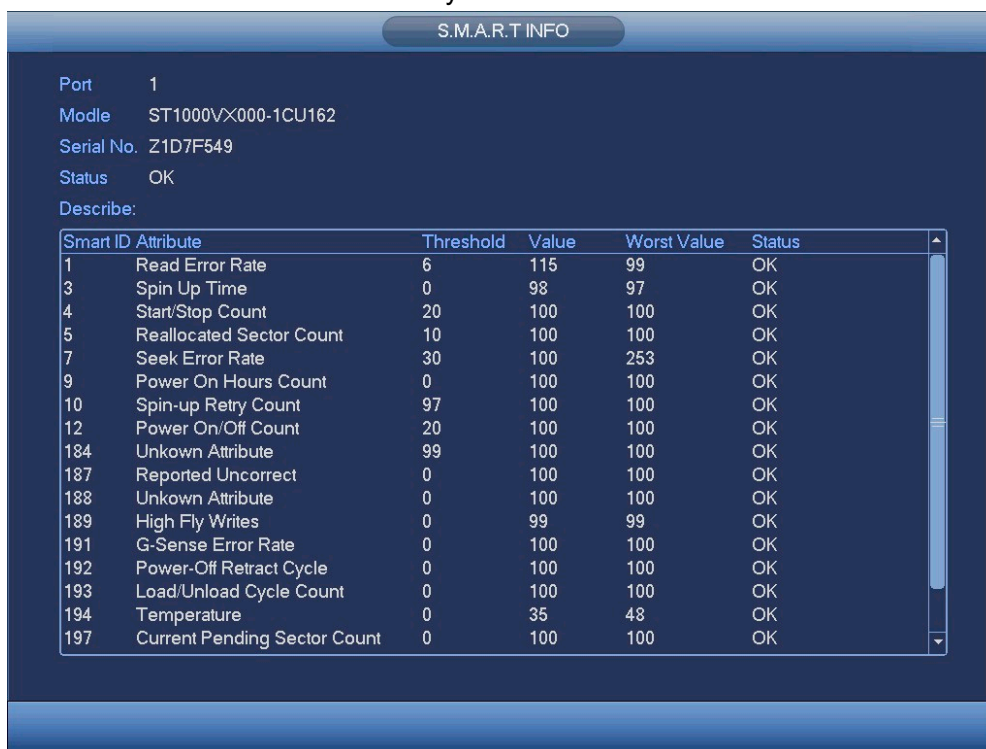 S.M.A.R.T INFO
Port 1
Modle ST1000VX000-1CU162
Serial No. Z1D7F549
Status OK
Describe:
Smart ID Attribute Threshold Value Worst Value Status
1 Read Error Rate 6 115 99 OK
3 Spin Up Time 0 98 97 OK
4 Start/Stop Count 20 100 100 OK
5 Reallocated Sector Count 10 100 100 OK
7 Seek Error Rate 30 100 253 OK
9 Power On Hours Count 0 100 100 OK
10 Spin-up Retry Count 97 100 100 OK
12 Power On/Off Count 20 100 100 OK
184 Unkown Attribute 99 100 100 OK
187 Reported Uncorrect 0 100 100 OK
188 Unkown Attribute 0 100 100 OK
189 High Fly Writes 0 99 99 OK
191 G-Sense Error Rate 0 100 100 OK
192 Power-Off Retract Cycle 0 100 100 OK
193 Load/Unload Cycle Count 0 100 100 OK
194 Temperature 0 35 48 OK
197 Current Pending Sector Count 0 100 100 OK